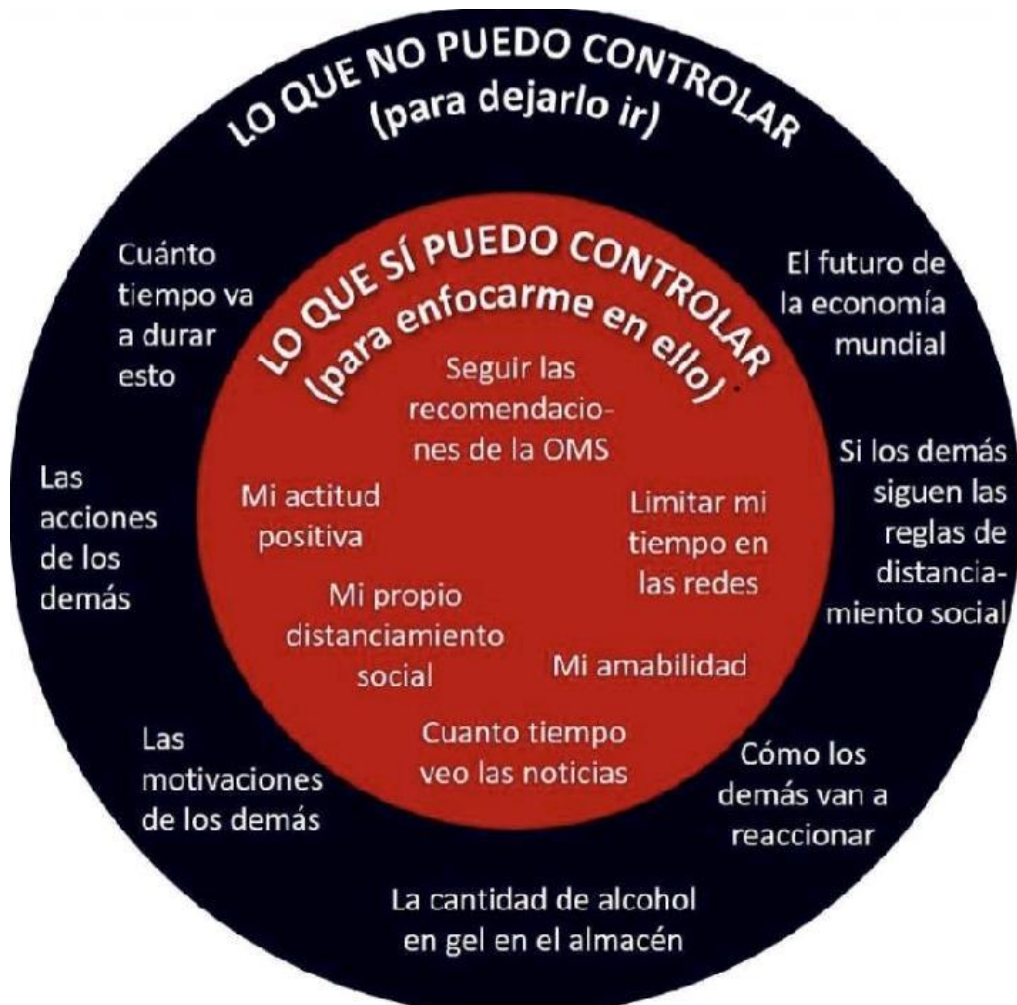 LO QUE NO PUEDO CONTROLAR
(para dejarlo ir)
LO QUE SÍ PUEDO CONTROLAR
(para enfocarme en ello)
Seguir las
recomendacio-
nes de la OMS
Mi actitud
positiva
Limitar mi
tiempo en
las redes
Mi propio
distanciamiento
social
Mi amabilidad
Cuanto tiempo
veo las noticias
Cuánto
tiempo va
a durar
esto
El futuro de
la economía
mundial
Las
acciones
de los
demás
Si los demás
siguen las
reglas de
distancia-
miento social
Las
motivaciones
de los demás
Cómo los
demás van a
reaccionar
La cantidad de alcohol
en gel en el almacén